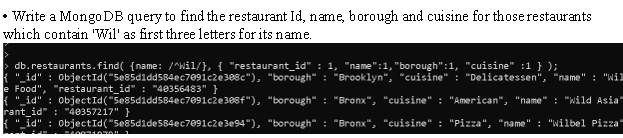 • Write a MongoDB query to find the restaurant Id, name, borough and cuisine for those restaurants
which contain 'Wil' as first three letters for its name.
>
> db.restaurants.find( {name: /^Wil/}, { "restaurant_id" : 1, "name":1,"borough":1, "cuisine" :1 } );
{ "_id" : ObjectId("5e85d1dd584ec7091c2e308c"), "borough" : "Brooklyn", "cuisine" : "Delicatessen", "name" : "Wil
e Food", "restaurant_id" : "40356483" }
{ "_id" : ObjectId("5e85d1dd584ec7091c2e308f"), "borough" : "Bronx", "cuisine" : "American", "name" : "Wild Asia"
rant_id" : "40357217" }
{ "_id" : ObjectId("5e85d1de584ec7091c2e3e94"), "borough" : "Bronx", "cuisine" : "Pizza", "name" : "Wilbel Pizza"